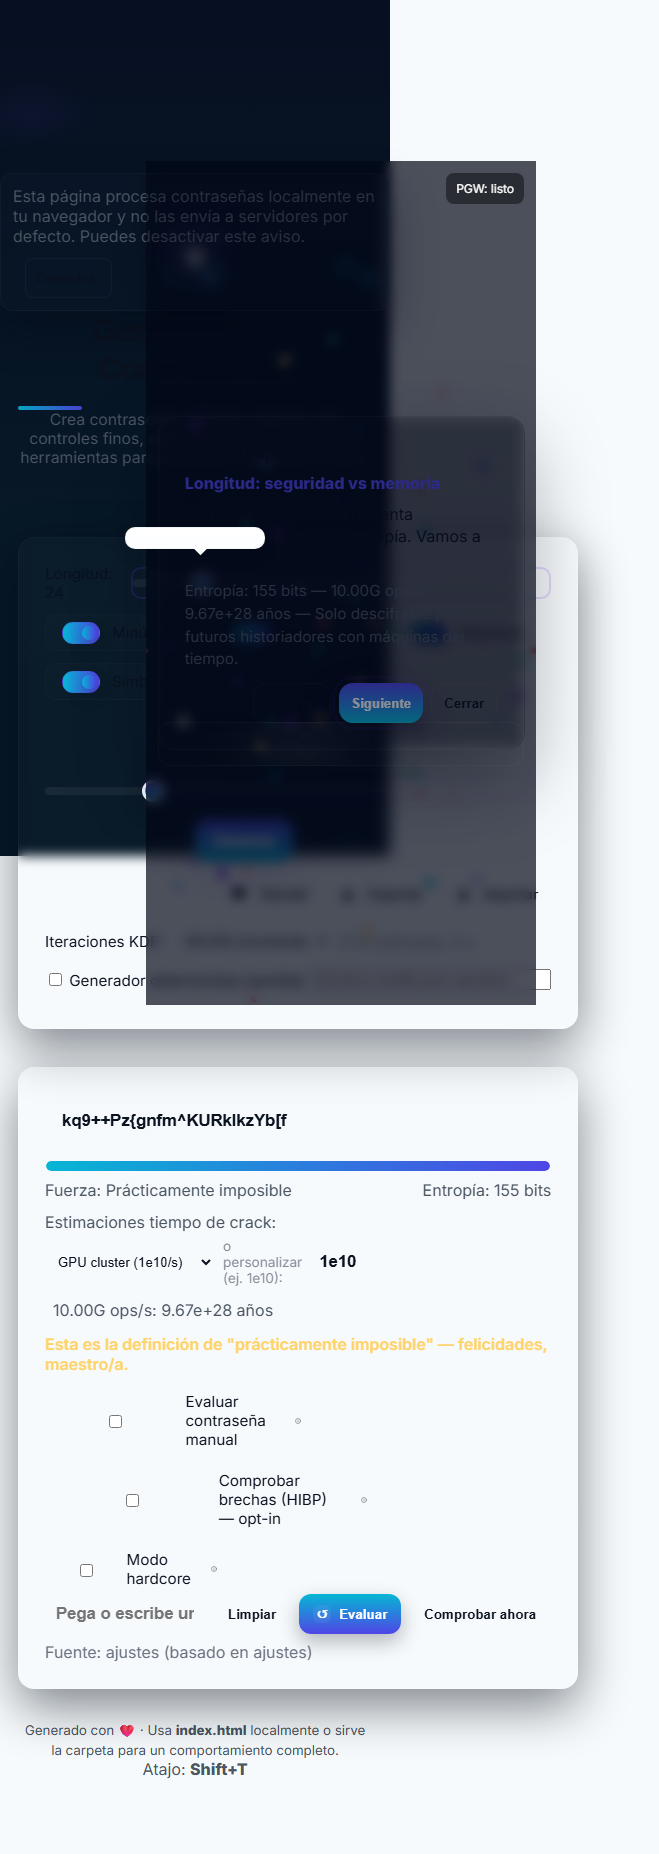 PGW: listo
Esta página procesa contraseñas localmente en
tu navegador y no las envía a servidores por
defecto. Puedes desactivar este aviso.
Crea contras
controles finos,
herramientas par
Longitud: seguridad vs memoria
enta
pía. Vamos a
Longitud:
24
Entropía: 155 bits — 10.00G op
9.67e+28 años — Solo descifra
futuros historiadores con máquinas del
tiempo.
Minú
Símb
Siguiente
Cerrar
Iteraciones KD
Generador
kq9++Pz{gnfm^KURklkzYb[f
Fuerza: Prácticamente imposible
Entropía: 155 bits
Estimaciones tiempo de crack:
GPU cluster (1e10/s)
o
personalizar
(ej. 1e10):
1e10
10.00G ops/s: 9.67e+28 años
Esta es la definición de "prácticamente imposible" — felicidades,
maestro/a.
Evaluar
contraseña
manual
Comprobar
brechas (HIBP)
— opt-in
Modo
hardcore
Pega o escribe ur
Limpiar
↺ Evaluar
Comprobar ahora
Fuente: ajustes (basado en ajustes)
Generado con 💖 · Usa index.html localmente o sirve
la carpeta para un comportamiento completo.
Atajo: Shift+T